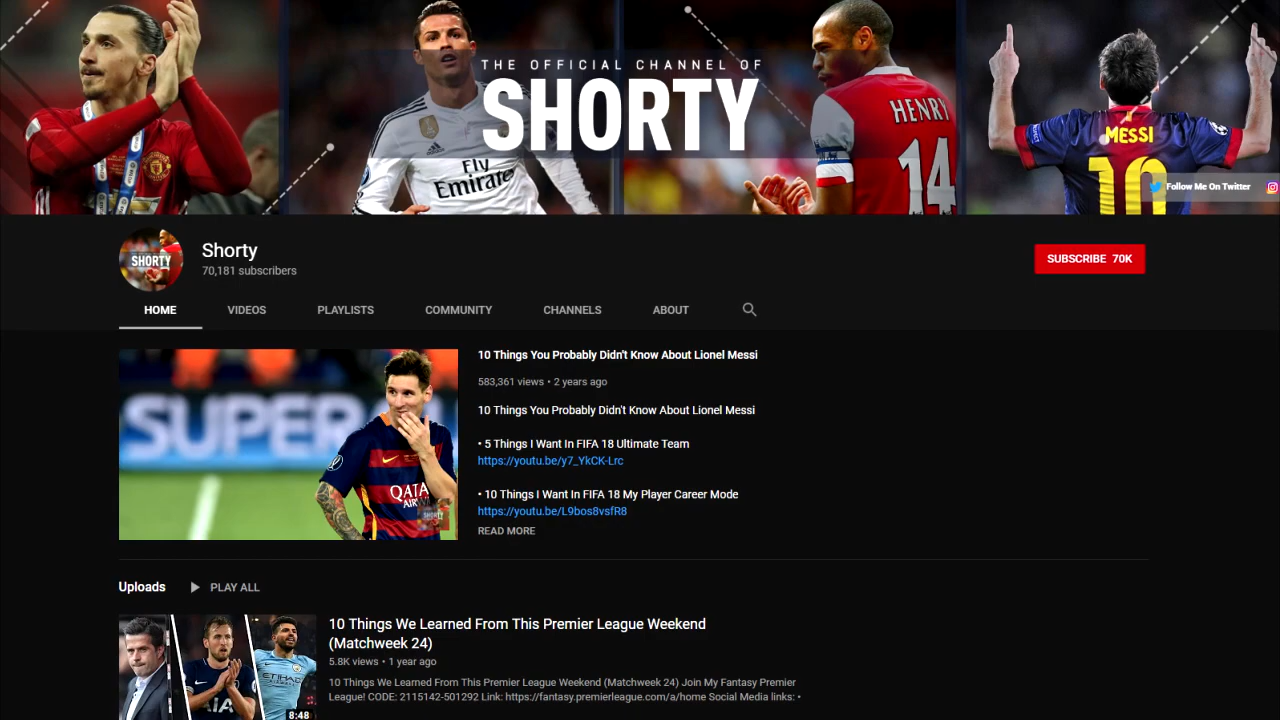 THE OFFICIAL CHANNEL OF
SHORTY
Fly
Emirates
HENRY
14
MESSI
10
Follow Me On Twitter
SHORTY
Shorty
70,181 subscribers
SUBSCRIBE 70K
HOME VIDEOS PLAYLISTS COMMUNITY CHANNELS ABOUT
SUPER
QATAR
AIRWAYS
SHORTY
10 Things You Probably Didn't Know About Lionel Messi
583,361 views • 2 years ago
10 Things You Probably Didn't Know About Lionel Messi
• 5 Things I Want In FIFA 18 Ultimate Team
https://youtu.be/y7_YkCK-Lrc
• 10 Things I Want In FIFA 18 My Player Career Mode
https://youtu.be/L9bos8vsfR8
READ MORE
Uploads PLAY ALL
AIA
ETIHAD
8:48
10 Things We Learned From This Premier League Weekend
(Matchweek 24)
5.8K views • 1 year ago
10 Things We Learned From This Premier League Weekend (Matchweek 24) Join My Fantasy Premier
League! CODE: 2115142-501292 Link: https://fantasy.premierleague.com/a/home Social Media links: •